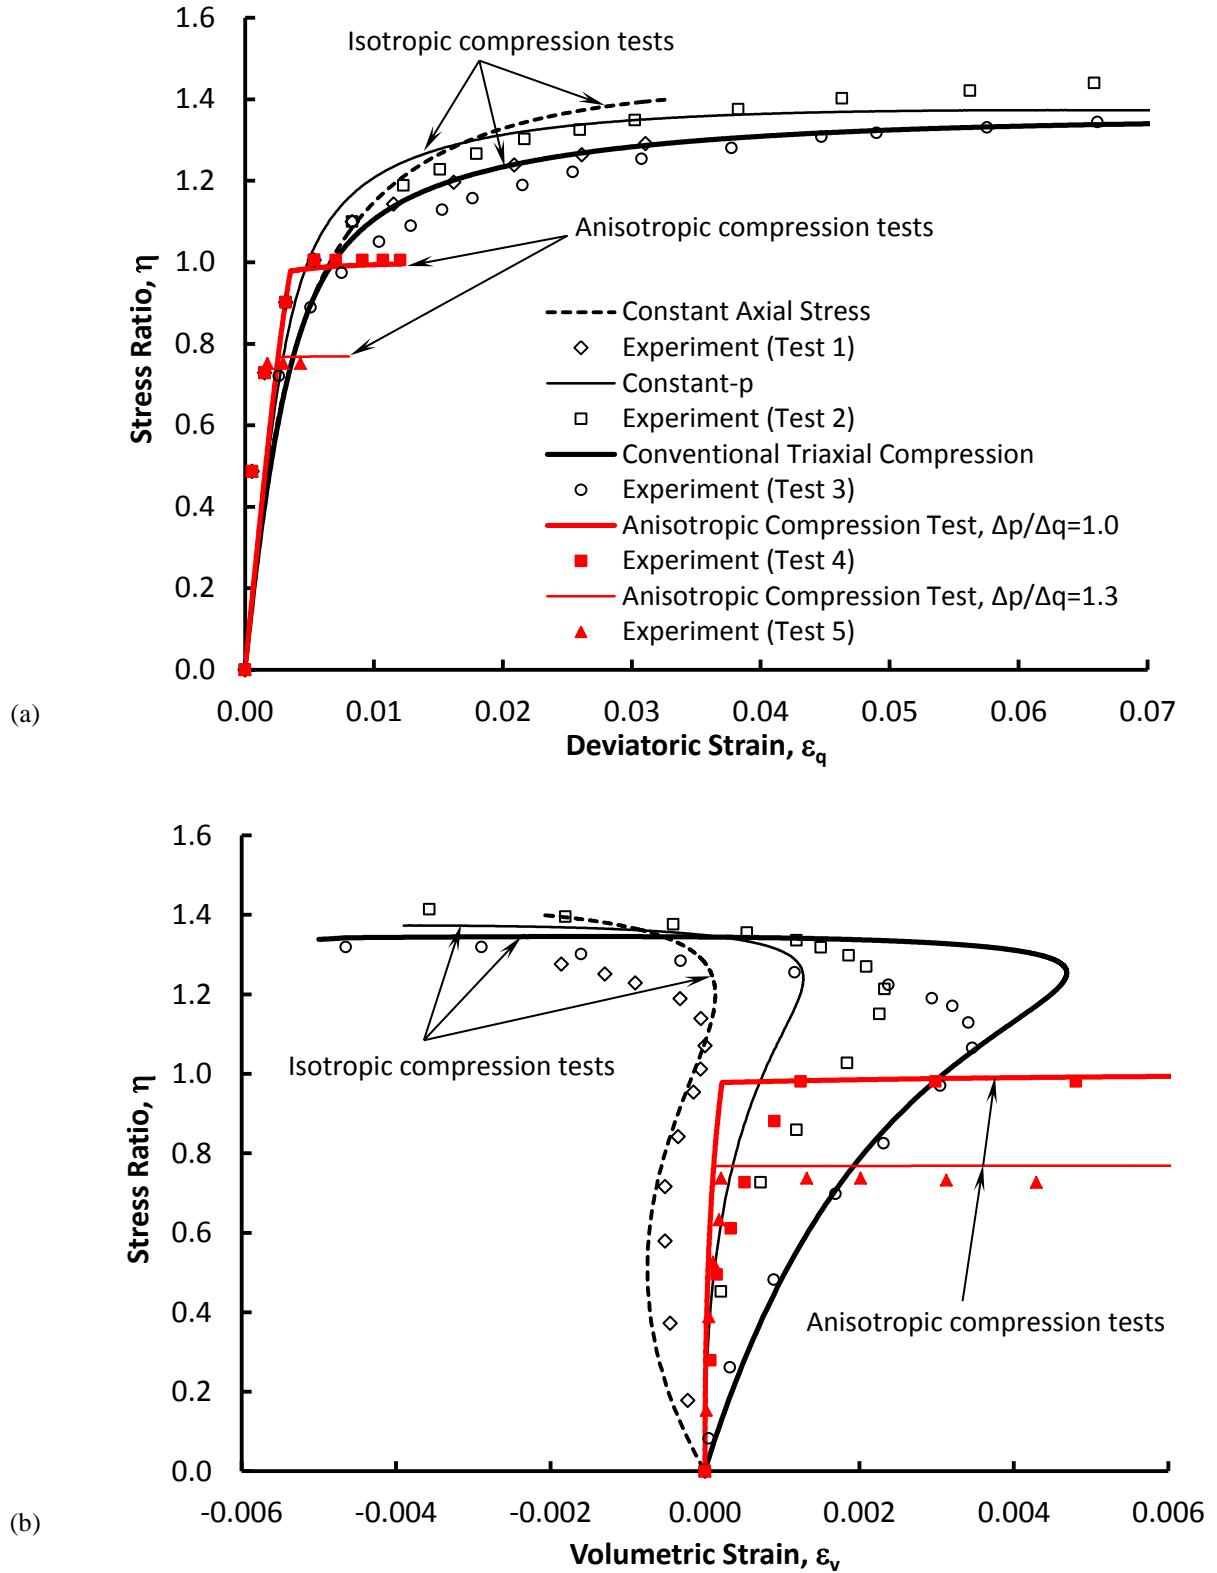 1.6
1.4
1.2
1.0
0.8
0.6
0.4
0.2
0.0
Stress Ratio, η
Isotropic compression tests
Anisotropic compression tests
Constant Axial Stress
Experiment (Test 1)
Constant-p
Experiment (Test 2)
Conventional Triaxial Compression
Experiment (Test 3)
Anisotropic Compression Test, Δp/Δq=1.0
Experiment (Test 4)
Anisotropic Compression Test, Δp/Δq=1.3
Experiment (Test 5)
0.00 0.01 0.02 0.03 0.04 0.05 0.06 0.07
Deviatoric Strain, εq
(a)
1.6
1.4
1.2
1.0
0.8
0.6
0.4
0.2
0.0
Stress Ratio, η
Isotropic compression tests
Anisotropic compression tests
-0.006 -0.004 -0.002 0.000 0.002 0.004 0.006
Volumetric Strain, εv
(b)